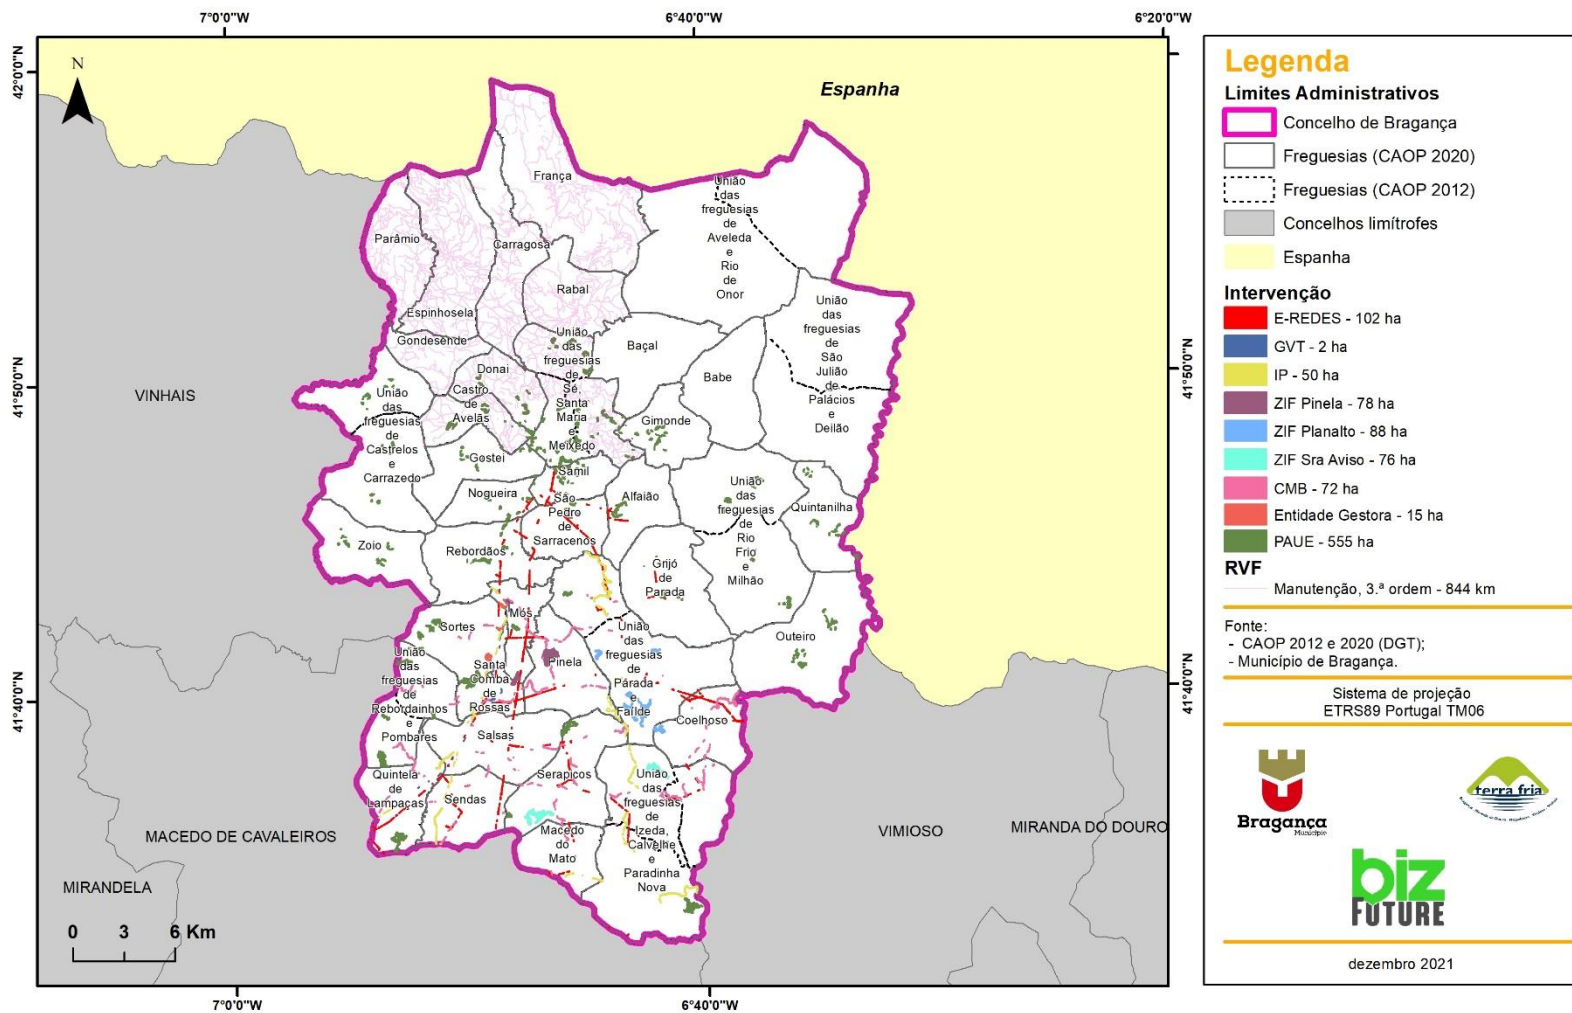 7°0'0"W
6°40'0"W
6°20'0"W
42°0'0"N
41°50'0"N
41°40'0"N
41°50'0"N
41°40'0"N
7°0'0"W
6°40'0"W
N
Espanha
VINHAIS
MACEDO DE CAVALEIROS
MIRANDELA
VIMIOSO
MIRANDA DO DOURO
França
Parâmio
Carragosa
Rabal
Espinhosela
Gondesende
União
das
freguesias
de
Aveleda
e
Rio
de
Onor
União
das
freguesias
de
São
Julião
de
Palácios
e
Deilão
União
das
freguesias
de
Sé,
Santa
Maria
e
Meixedo
Baçal
Babe
Donai
Castro
de
Avelãs
União
das
freguesias
de
Castrelos
e
Carrazedo
Gimonde
Gostei
Samil
Nogueira
São
Pedro
de
Sarracenos
Alfaião
União
das
freguesias
de
Rio
Frio
e
Milhão
Quintanilha
Zoio
Rebordãos
Grijó
de
Parada
Outeiro
Mós
Sortes
União
das
freguesias
de
Rebordainhos
e
Pombares
Santa
Comba
de
Rossas
Pinela
União
das
freguesias
de
Parada
e
Faílde
Coelhoso
Salsas
Quintela
de
Lampaças
Sendas
Serapicos
Macedo
do
Mato
União
das
freguesias
de
Izeda,
Calvelhe
e
Paradinha
Nova
0 3 6 Km
Legenda
Limites Administrativos
Concelho de Bragança
Freguesias (CAOP 2020)
Freguesias (CAOP 2012)
Concelhos limítrofes
Espanha
Intervenção
E-REDES - 102 ha
GVT - 2 ha
IP - 50 ha
ZIF Pinela - 78 ha
ZIF Planalto - 88 ha
ZIF Sra Aviso - 76 ha
CMB - 72 ha
Entidade Gestora - 15 ha
PAUE - 555 ha
RVF
Manutenção, 3.ª ordem - 844 km
Fonte:
- CAOP 2012 e 2020 (DGT);
- Município de Bragança.
Sistema de projeção
ETRS89 Portugal TM06
Bragança
Município
terra fria
biz
FUTURE
dezembro 2021